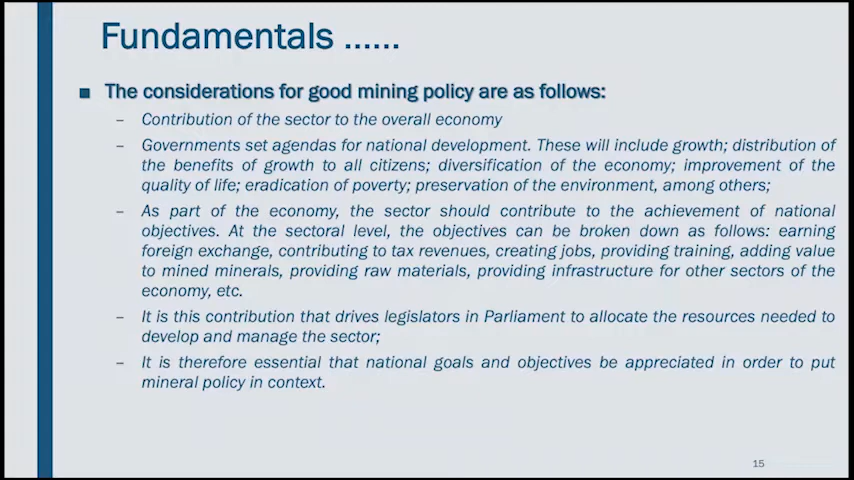 Fundamentals ......
■ The considerations for good mining policy are as follows:
– Contribution of the sector to the overall economy
– Governments set agendas for national development. These will include growth; distribution of
the benefits of growth to all citizens; diversification of the economy; improvement of the
quality of life; eradication of poverty; preservation of the environment, among others;
– As part of the economy, the sector should contribute to the achievement of national
objectives. At the sectoral level, the objectives can be broken down as follows: earning
foreign exchange, contributing to tax revenues, creating jobs, providing training, adding value
to mined minerals, providing raw materials, providing infrastructure for other sectors of the
economy, etc.
– It is this contribution that drives legislators in Parliament to allocate the resources needed to
develop and manage the sector;
– It is therefore essential that national goals and objectives be appreciated in order to put
mineral policy in context.
15